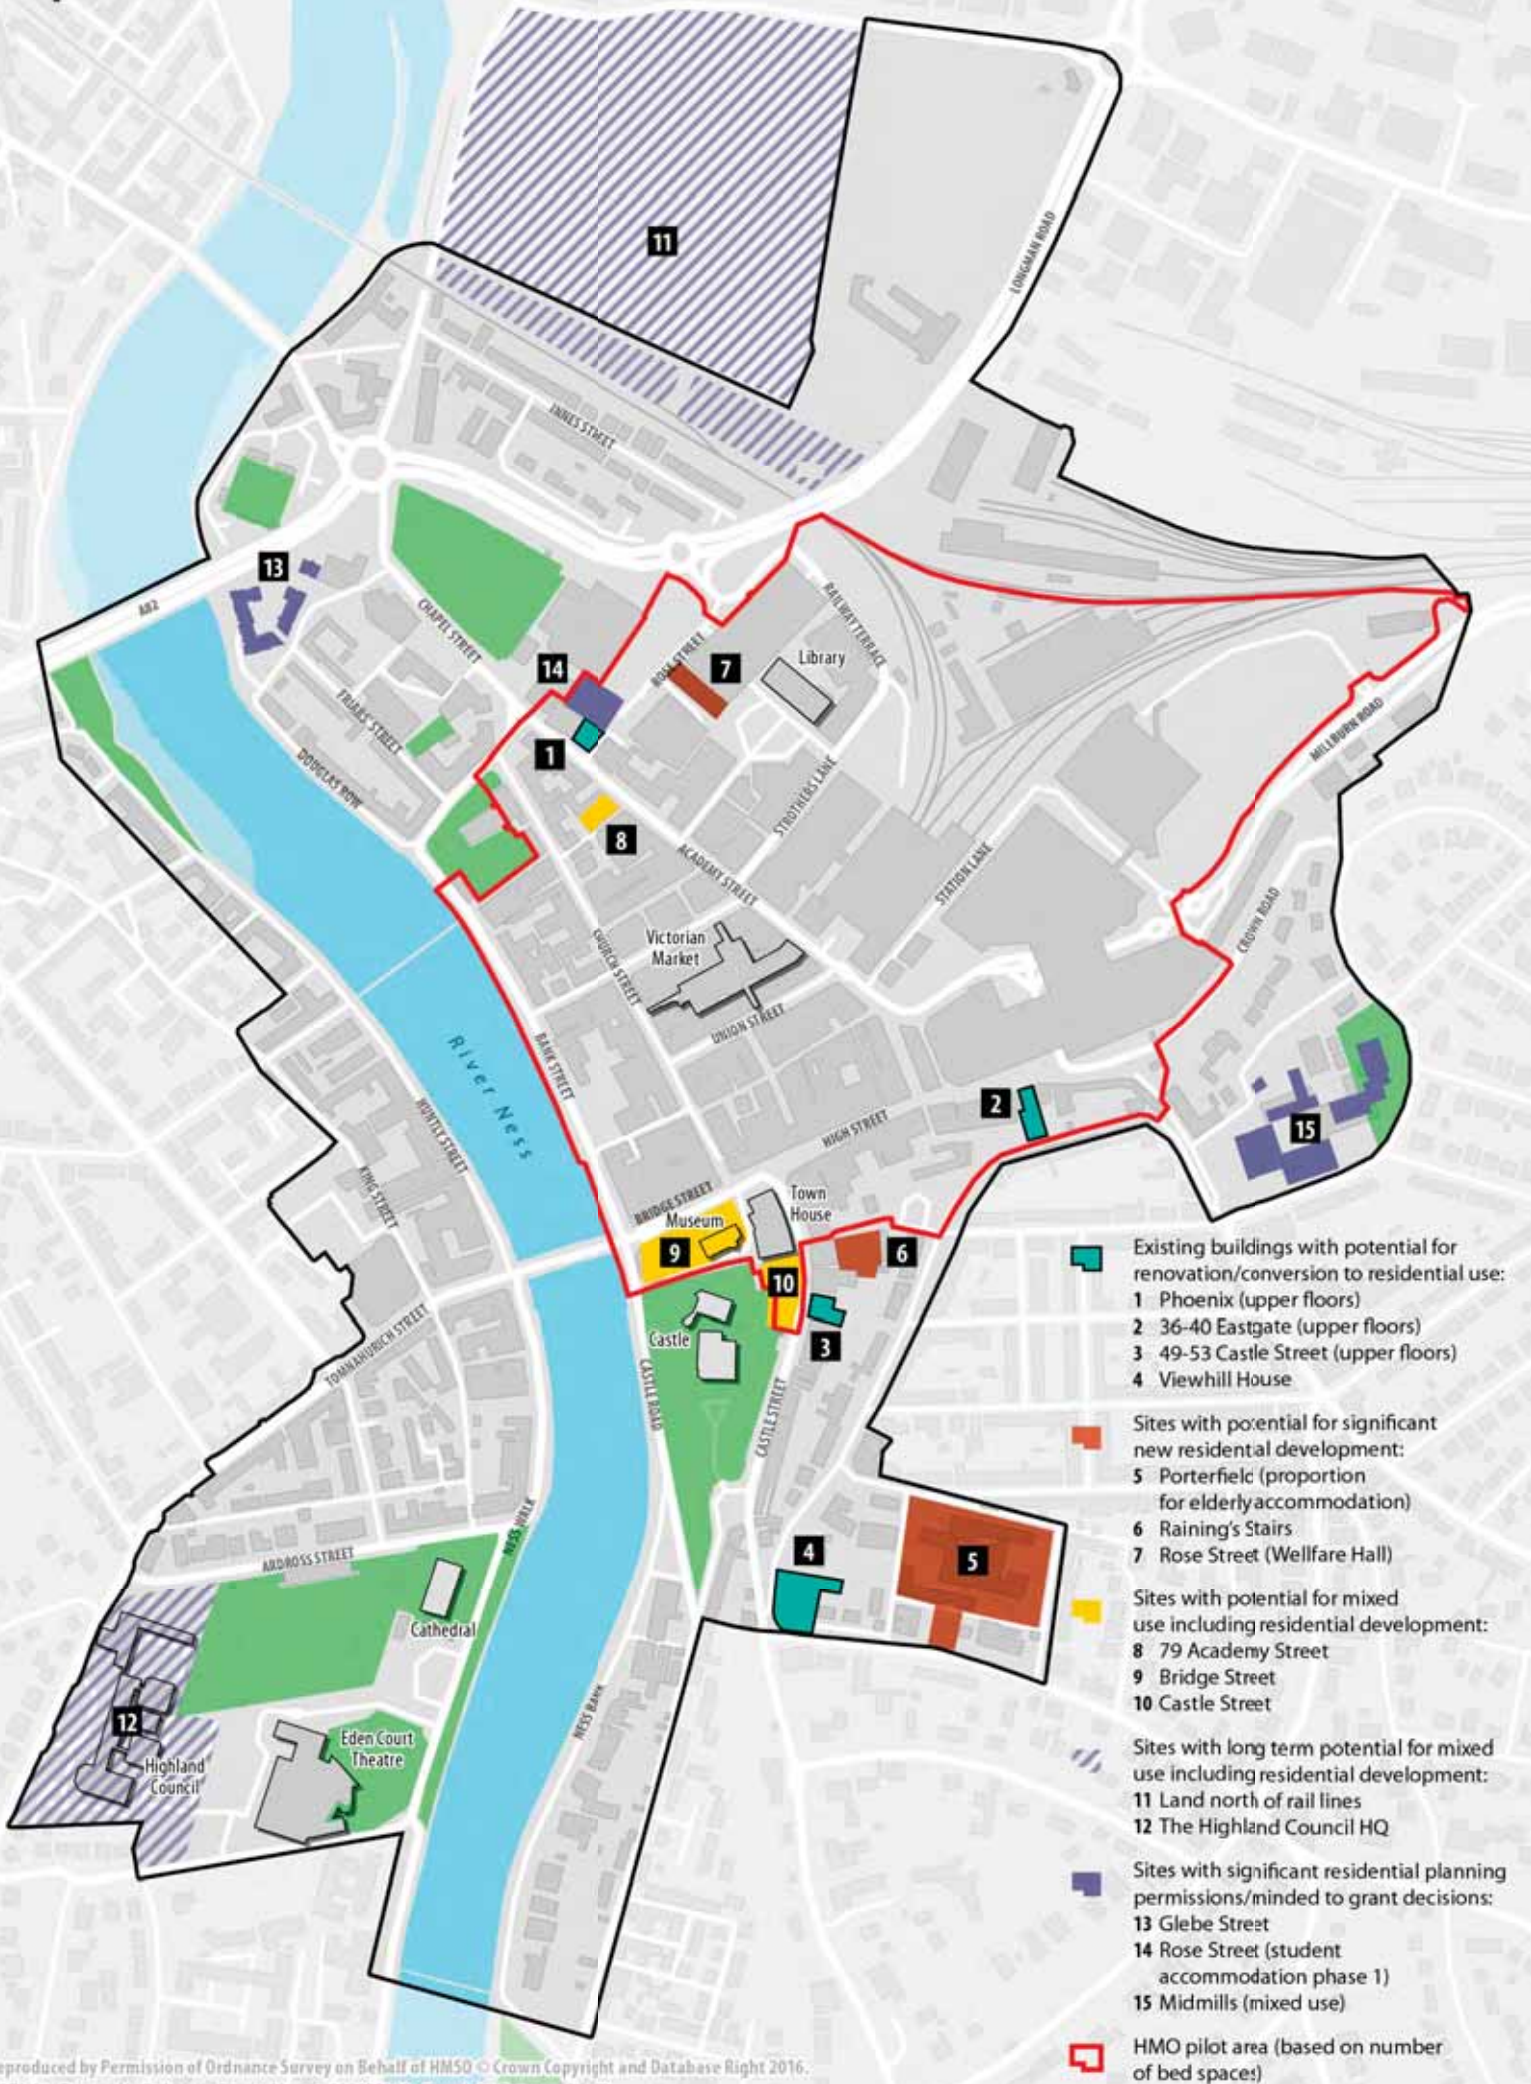 11
LONGMAN ROAD
INNES STREET
13
A82
CHAPEL STREET
14
ROSE STREET
7
RAILWAY TERRACE
Library
FRIARS' STREET
DOUGLAS ROW
1
8
STROTHERS LANE
ACADEMY STREET
STATION LANE
MILLBURN ROAD
CROWN ROAD
CHURCH STREET
Victorian
Market
UNION STREET
BANK STREET
River Ness
HUNTLY STREET
KING STREET
HIGH STREET
2
15
BRIDGE STREET
Museum
9
Town
House
10
6
3
Castle
CASTLE ROAD
CASTLE STREET
TOMNAHURICH STREET
NESS WALK
ARDROSS STREET
Cathedral
4
5
12
Highland
Council
Eden Court
Theatre
NESS BANK
Existing buildings with potential for
renovation/conversion to residential use:
1 Phoenix (upper floors)
2 36-40 Eastgate (upper floors)
3 49-53 Castle Street (upper floors)
4 Viewhill House
Sites with potential for significant
new residential development:
5 Porterfield (proportion
for elderly accommodation)
6 Raining's Stairs
7 Rose Street (Wellfare Hall)
Sites with potential for mixed
use including residential development:
8 79 Academy Street
9 Bridge Street
10 Castle Street
Sites with long term potential for mixed
use including residential development:
11 Land north of rail lines
12 The Highland Council HQ
Sites with significant residential planning
permissions/minded to grant decisions:
13 Glebe Street
14 Rose Street (student
accommodation phase 1)
15 Midmills (mixed use)
HMO pilot area (based on number
of bed spaces)
eproduced by Permission of Ordnance Survey on Behalf of HMSO © Crown Copyright and Database Right 2016.